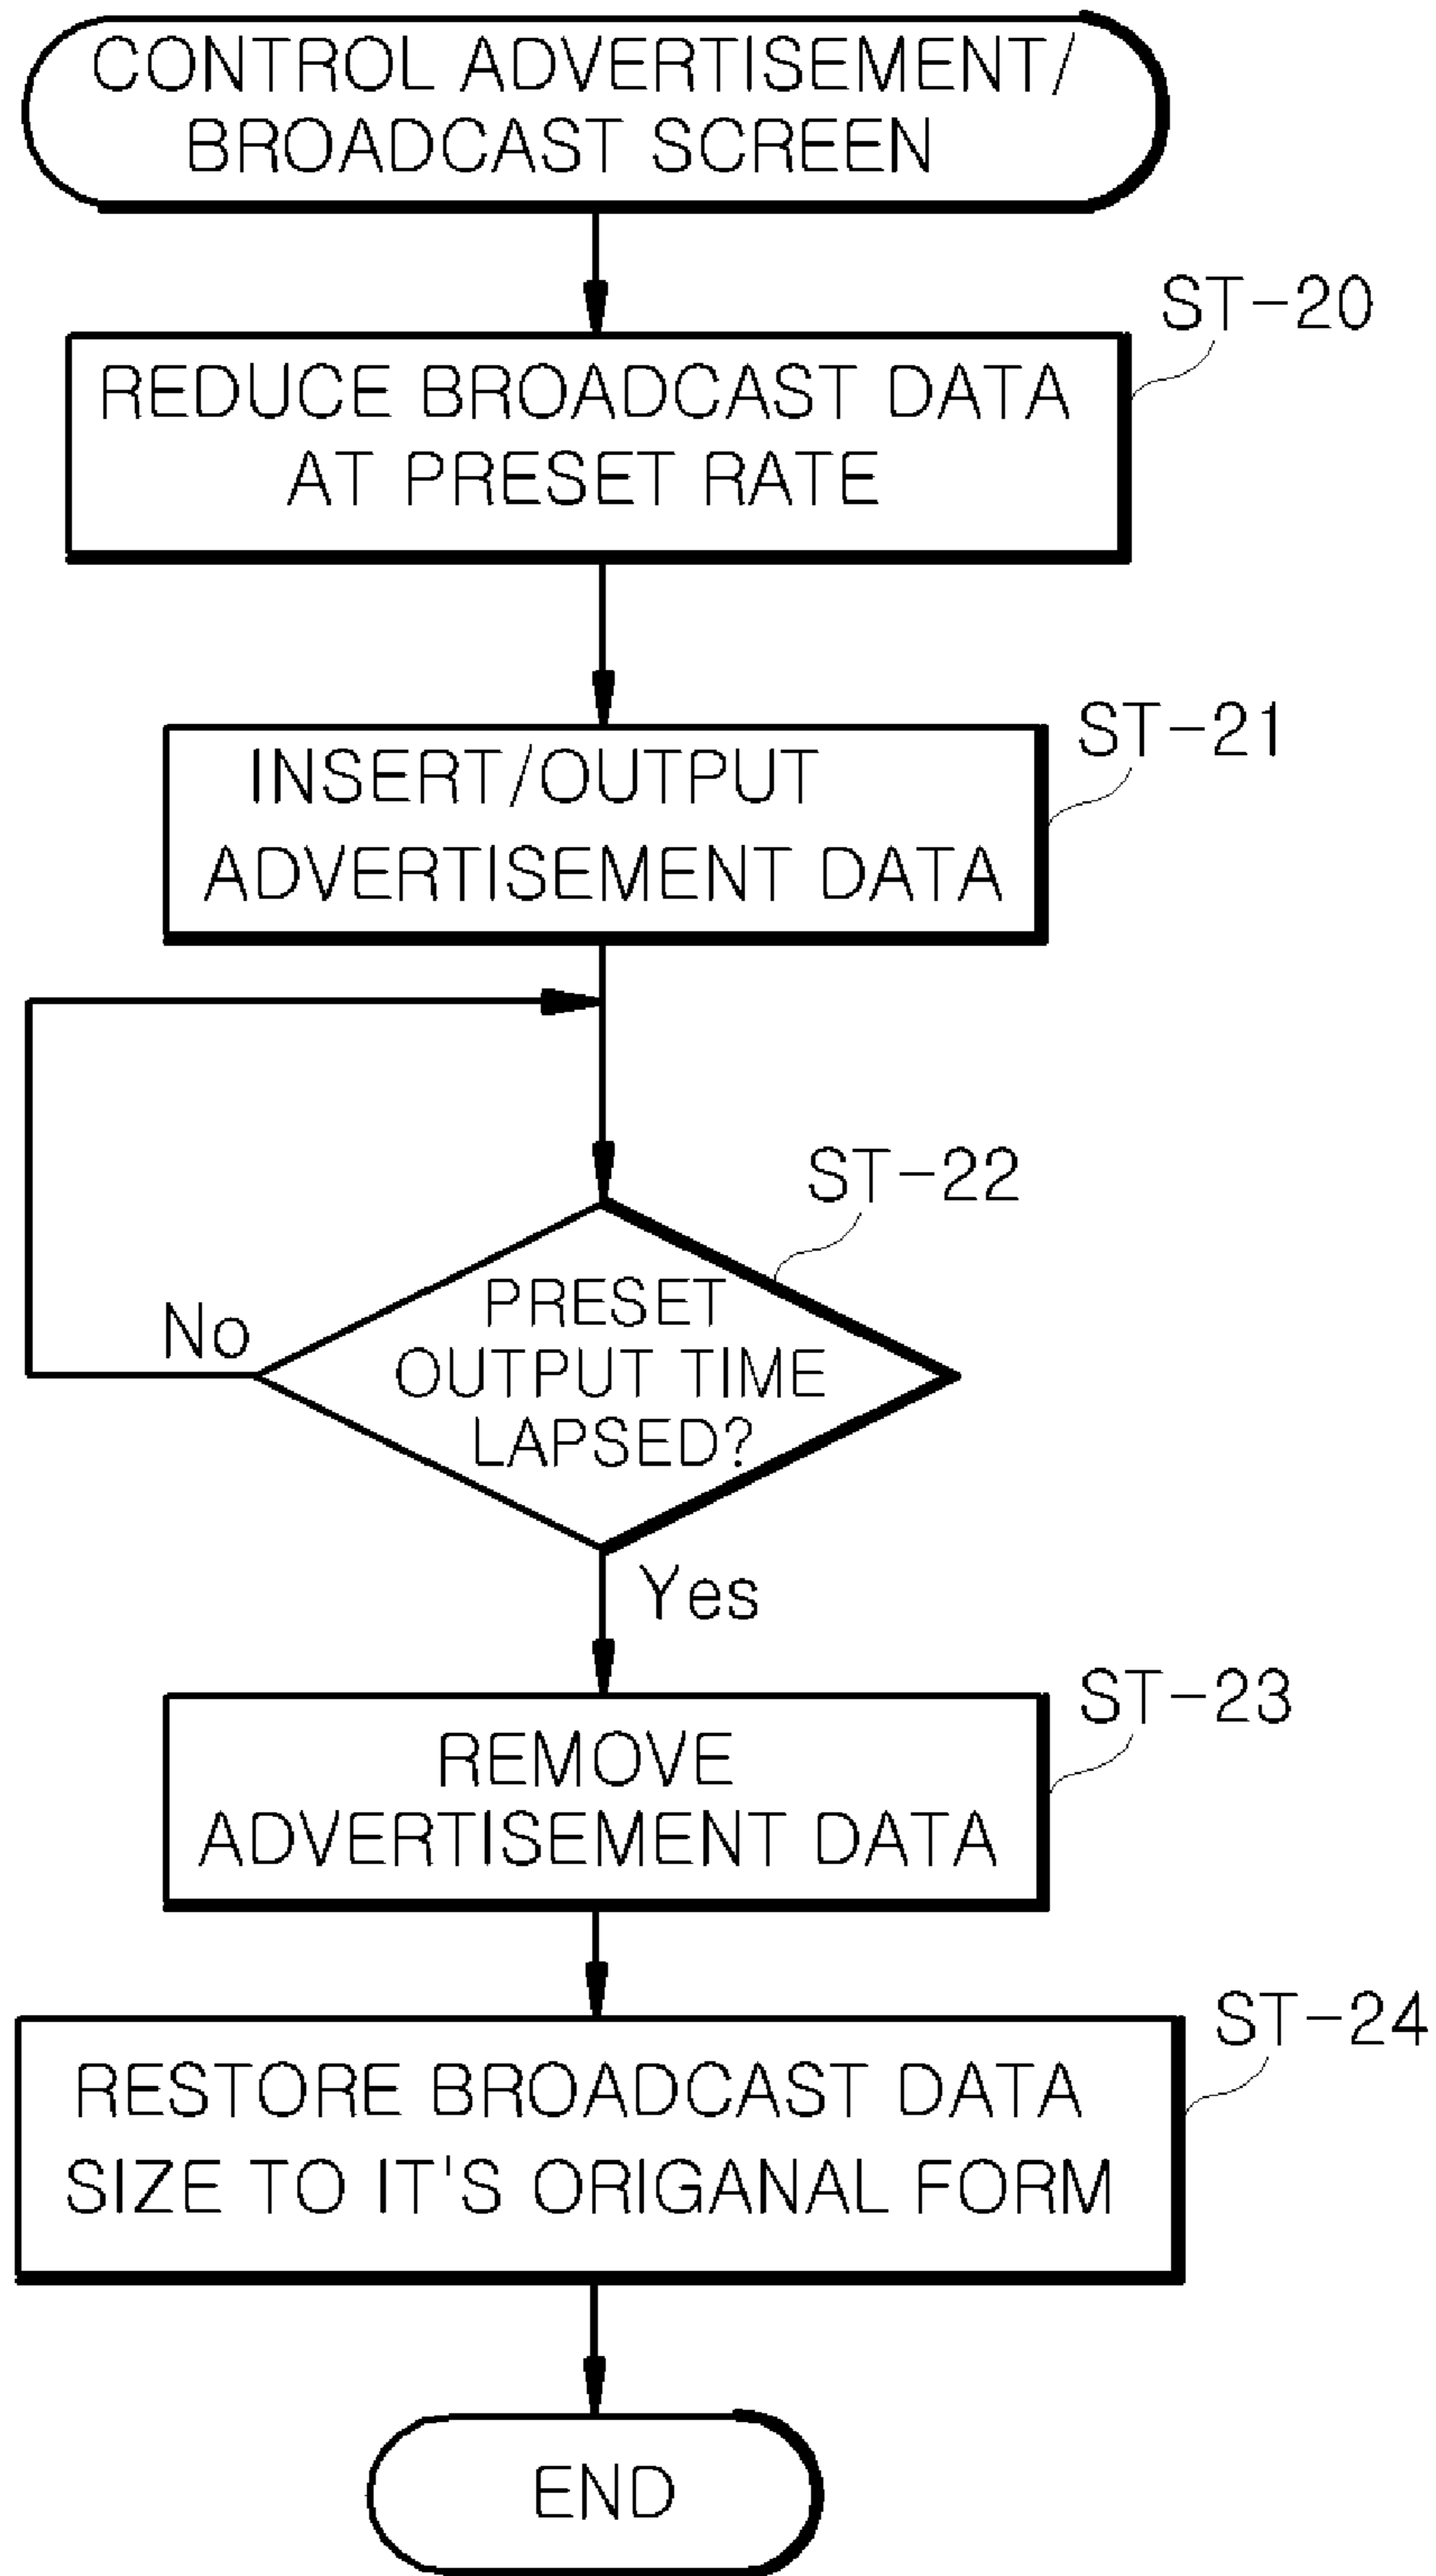 CONTROL ADVERTISEMENT/
BROADCAST SCREEN
ST-20
REDUCE BROADCAST DATA
AT PRESET RATE
ST-21
INSERT/OUTPUT
ADVERTISEMENT DATA
ST-22
PRESET
OUTPUT TIME
LAPSED?
No
Yes
ST-23
REMOVE
ADVERTISEMENT DATA
ST-24
RESTORE BROADCAST DATA
SIZE TO IT'S ORIGANAL FORM
END